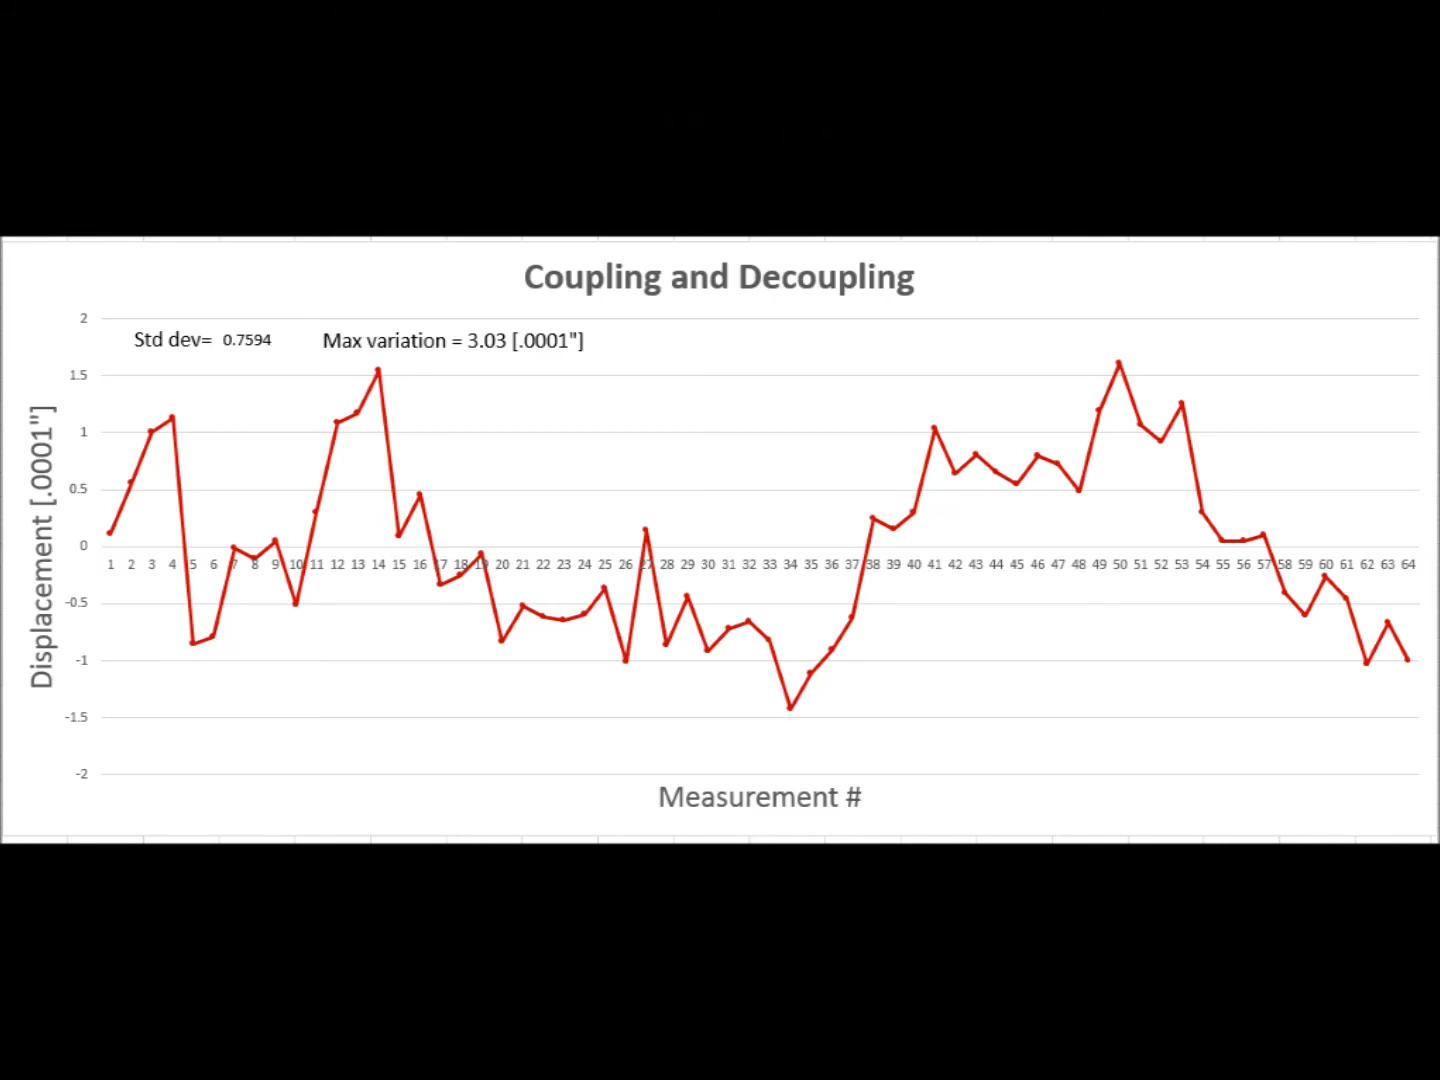 Coupling and Decoupling
Std dev= 0.7594 Max variation = 3.03 [.0001"]
Displacement [.0001"]
2
1.5
1
0.5
0
-0.5
-1
-1.5
-2
1 2 3 4 5 6 7 8 9 10 11 12 13 14 15 16 17 18 19 20 21 22 23 24 25 26 27 28 29 30 31 32 33 34 35 36 37 38 39 40 41 42 43 44 45 46 47 48 49 50 51 52 53 54 55 56 57 58 59 60 61 62 63 64
Measurement #